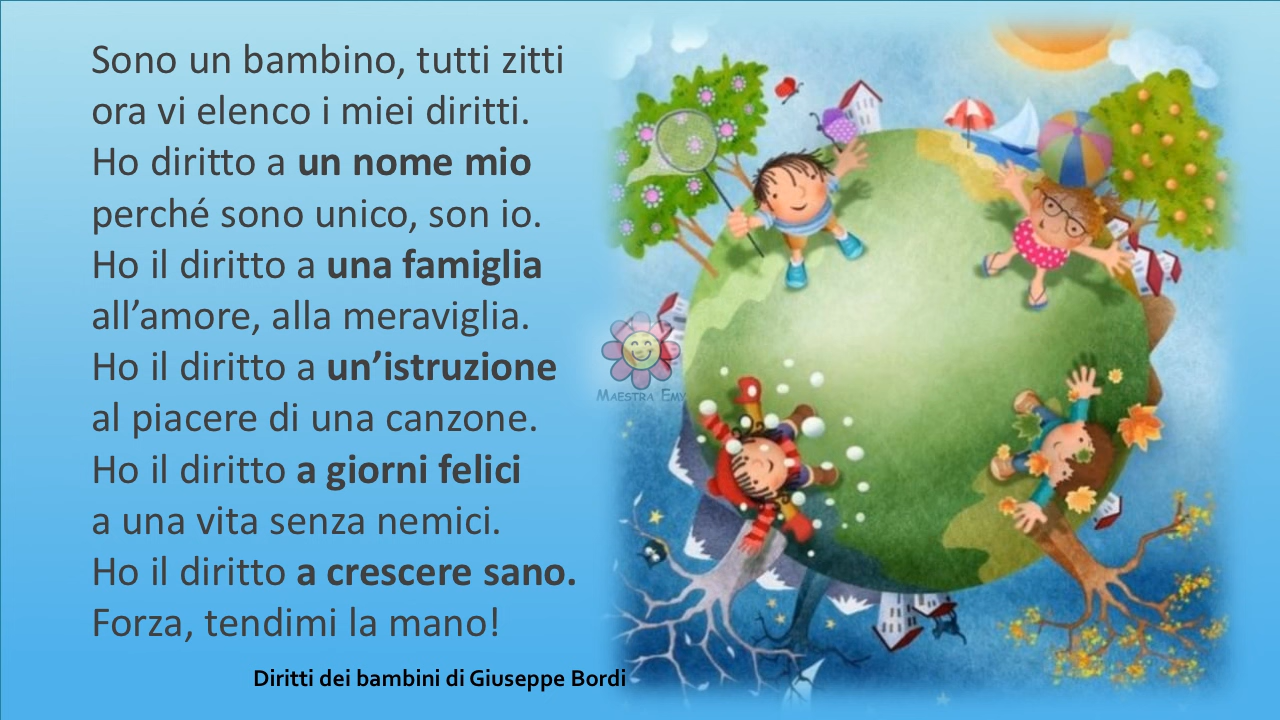 Sono un bambino, tutti zitti
ora vi elenco i miei diritti.
Ho diritto a un nome mio
perché sono unico, son io.
Ho il diritto a una famiglia
all’amore, alla meraviglia.
Ho il diritto a un’istruzione
al piacere di una canzone.
Ho il diritto a giorni felici
a una vita senza nemici.
Ho il diritto a crescere sano.
Forza, tendimi la mano!
Diritti dei bambini di Giuseppe Bordi
Maestra Emy